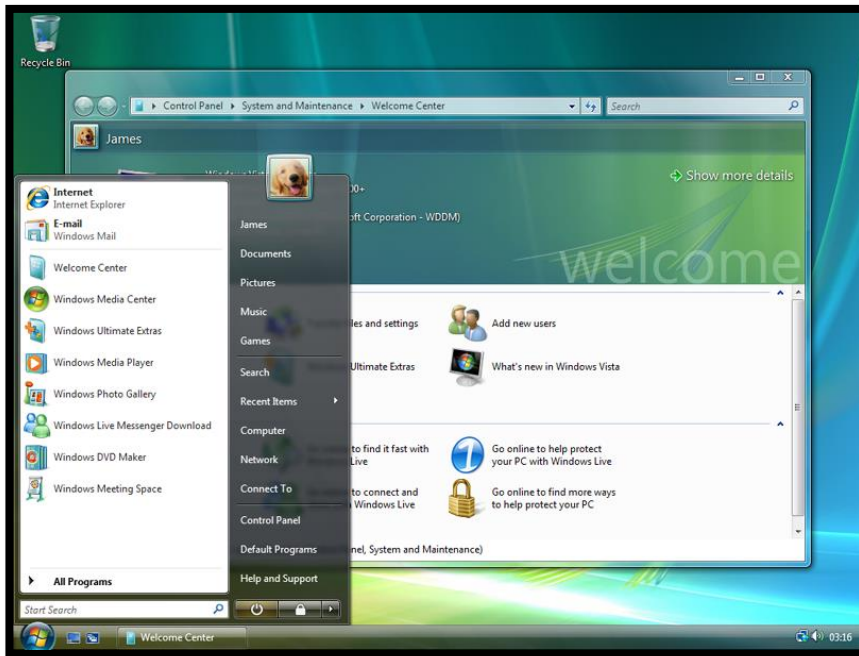 Recycle Bin
Control Panel
System and Maintenance
Welcome Center
Search
James
Show more details
00+
oft Corporation - WDDM)
welcome
Internet
Internet Explorer
E-mail
Windows Mail
Welcome Center
Windows Media Center
Windows Ultimate Extras
Windows Media Player
Windows Photo Gallery
Windows Live Messenger Download
Windows DVD Maker
Windows Meeting Space
All Programs
Start Search
James
Documents
Pictures
Music
Games
Search
Recent Items
Computer
Network
Connect To
Control Panel
Default Programs
Help and Support
files and settings
Add new users
Ultimate Extras
What's new in Windows Vista
to find it fast with
Live
Go online to help protect
your PC with Windows Live
to connect and
Windows Live
Go online to find more ways
to help protect your PC
nel, System and Maintenance)
Welcome Center
03:16